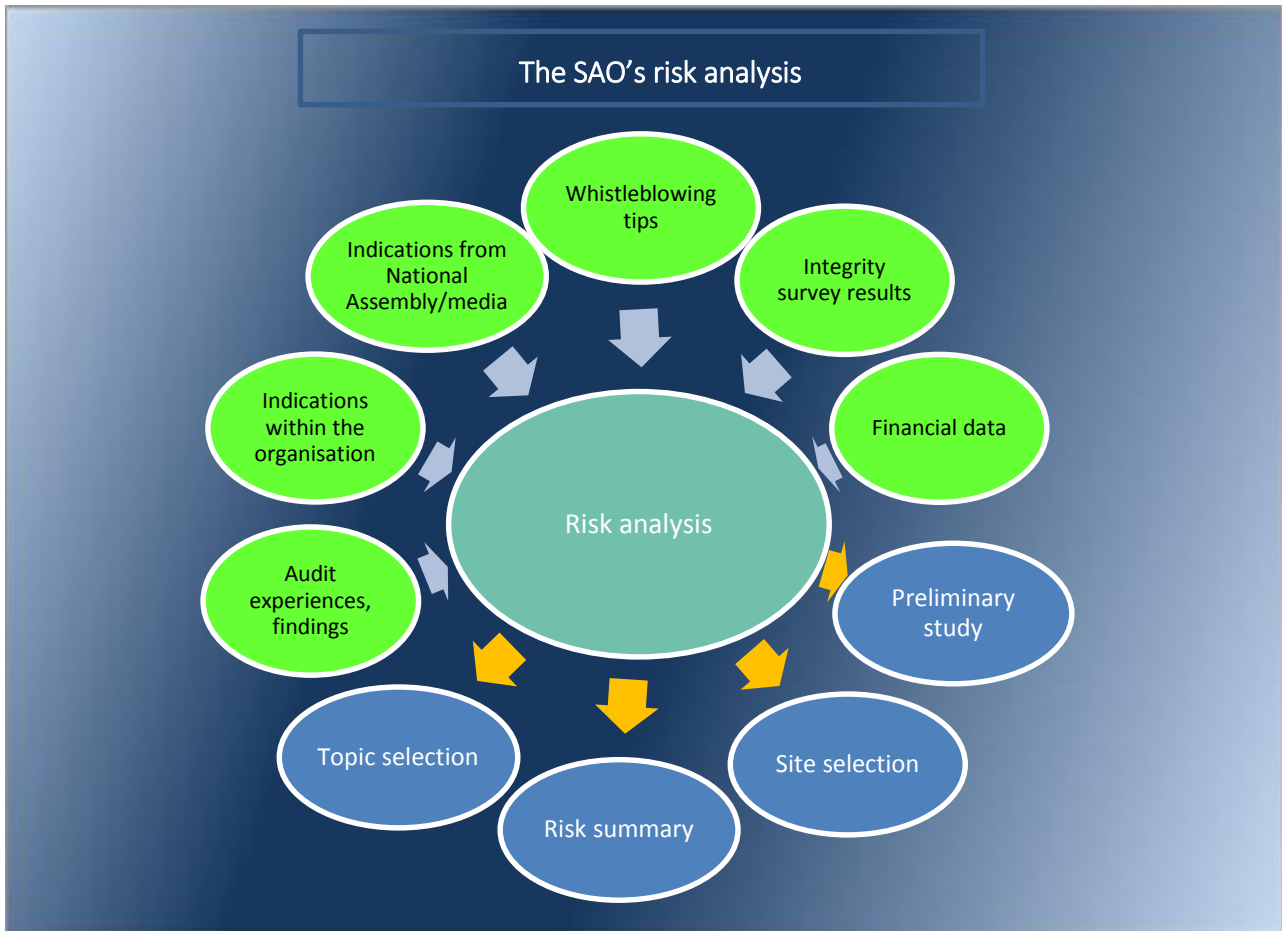 The SAO’s risk analysis
Whistleblowing
tips
Indications from
National
Assembly/media
Integrity
survey results
Indications
within the
organisation
Financial data
Risk analysis
Audit
experiences,
findings
Preliminary
study
Topic selection
Site selection
Risk summary